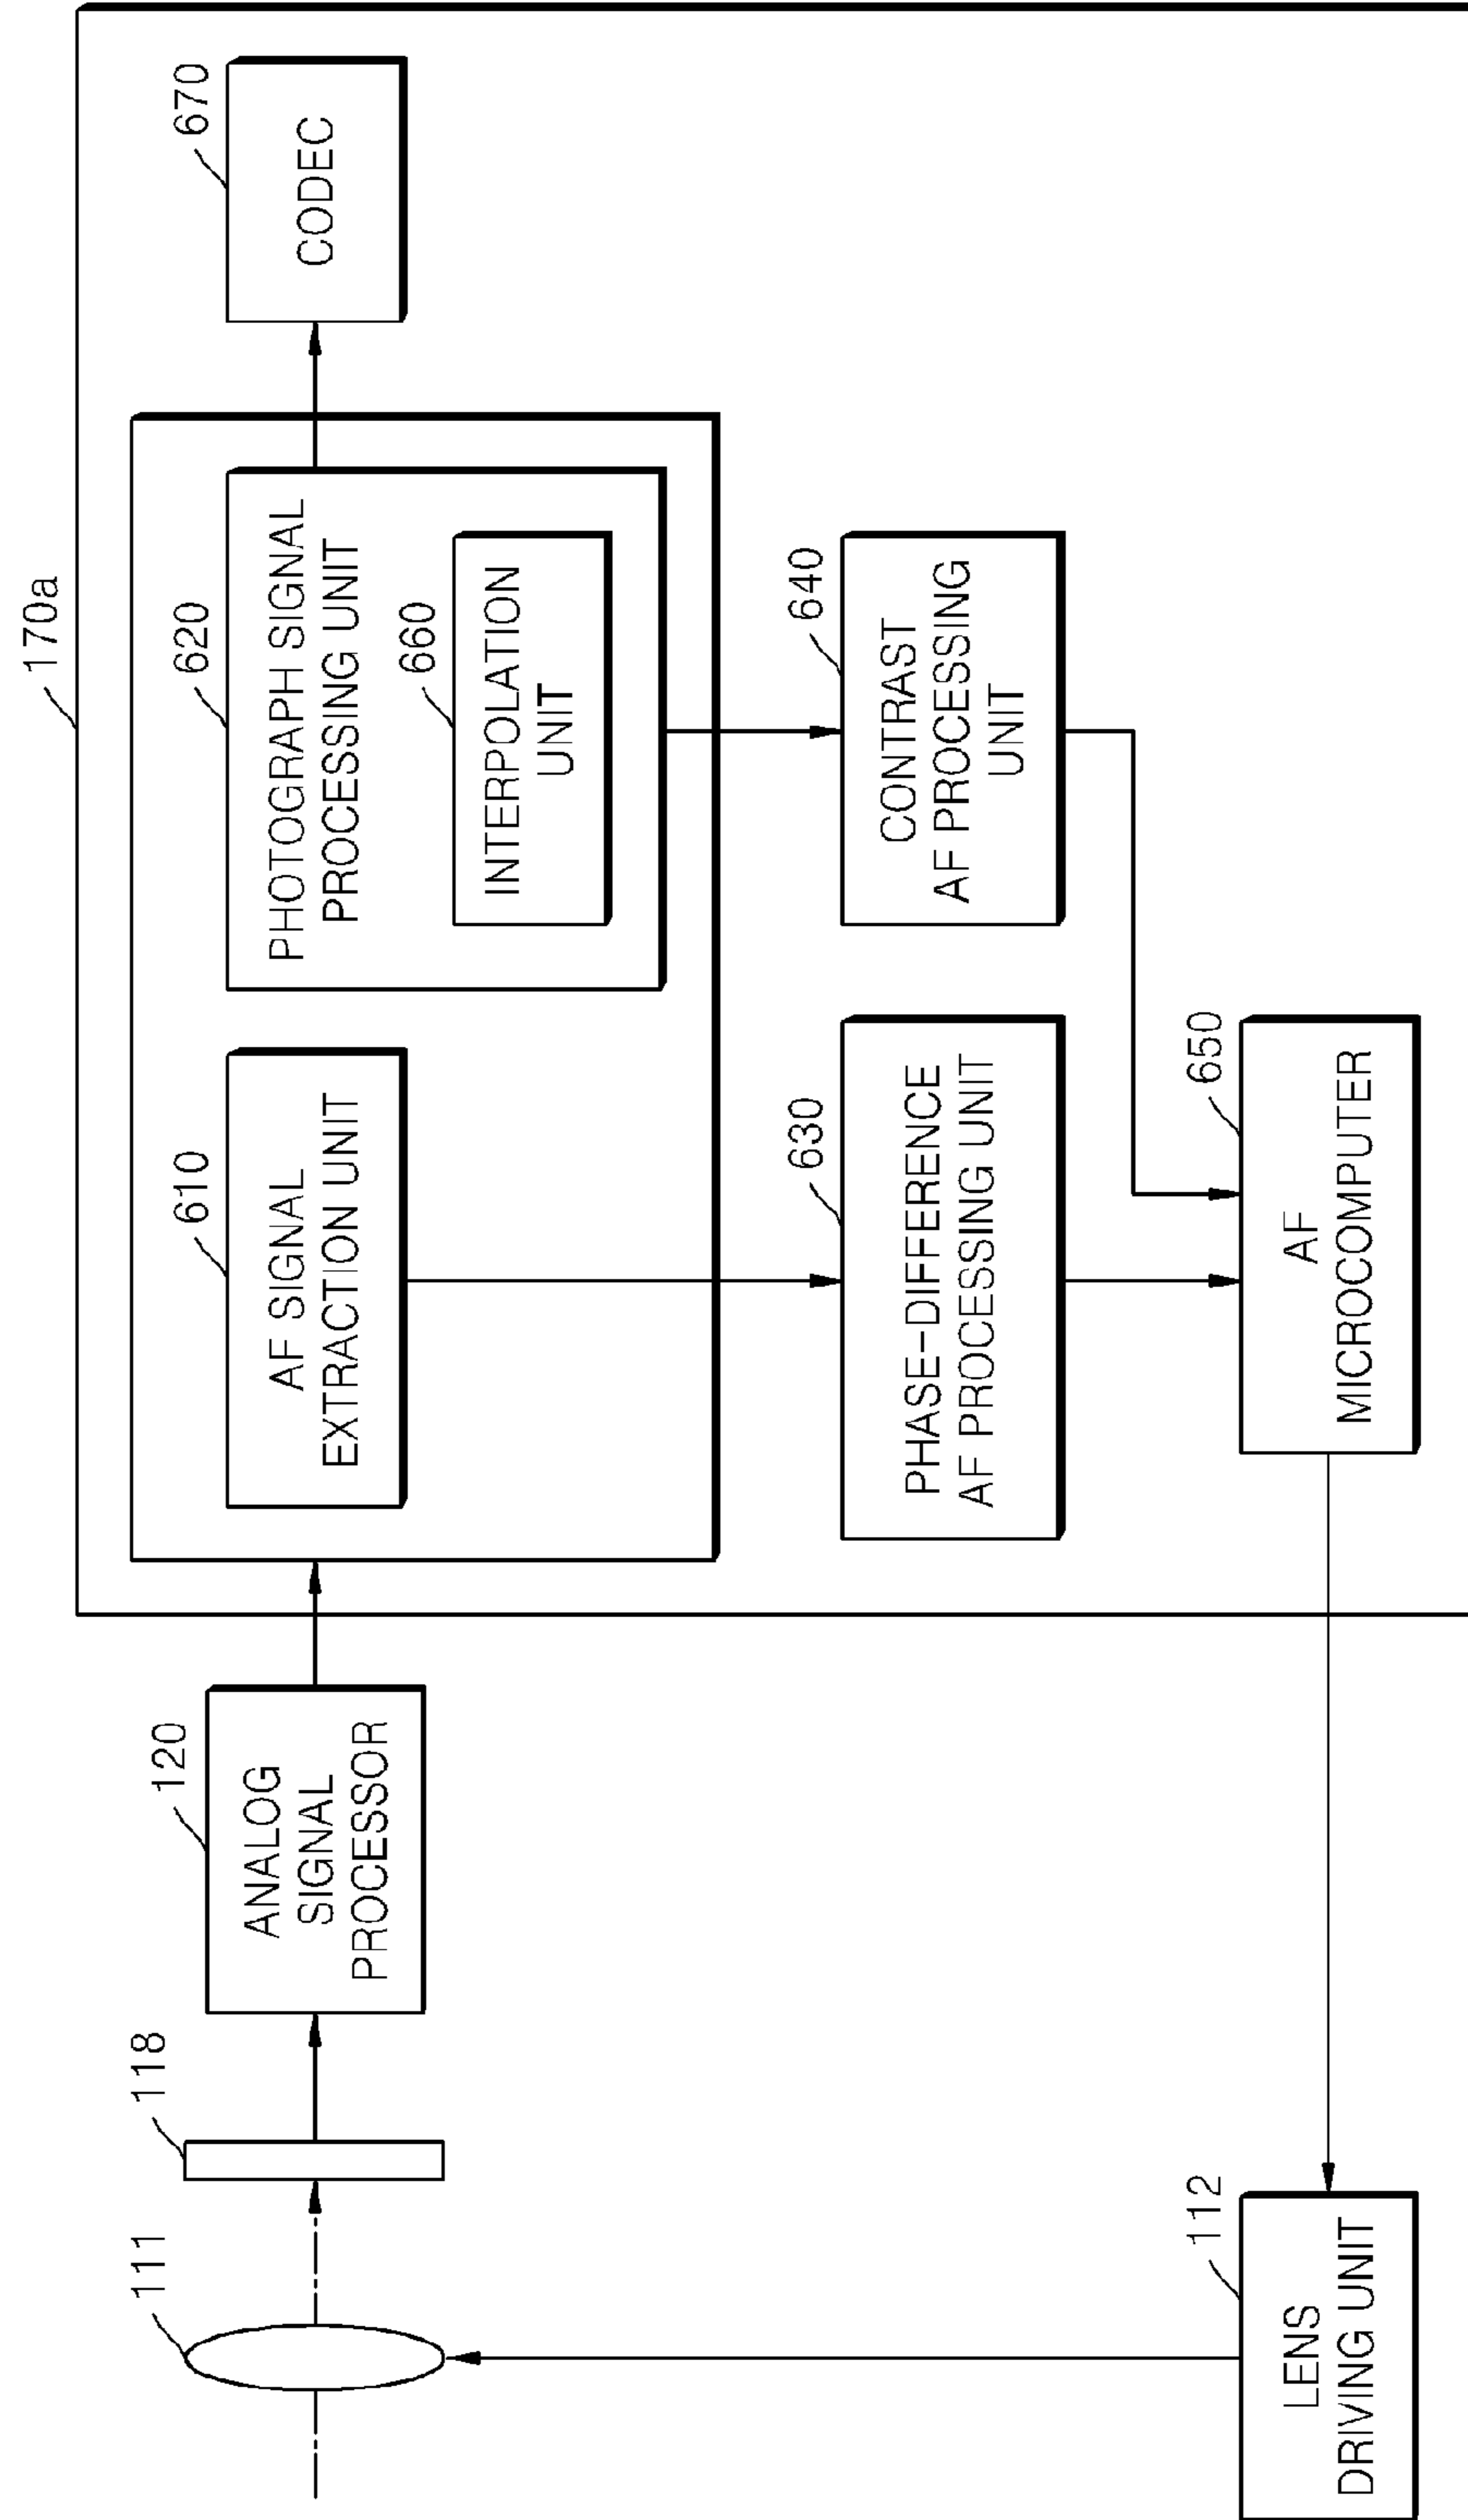 170a
111
118
120
ANALOG
SIGNAL
PROCESSOR
610
AF SIGNAL
EXTRACTION UNIT
620
PHOTOGRAPH SIGNAL
PROCESSING UNIT
660
INTERPOLATION
UNIT
670
CODEC
630
PHASE-DIFFERENCE
AF PROCESSING UNIT
640
CONTRAST
AF PROCESSING
UNIT
112
LENS
DRIVING UNIT
650
AF
MICROCOMPUTER